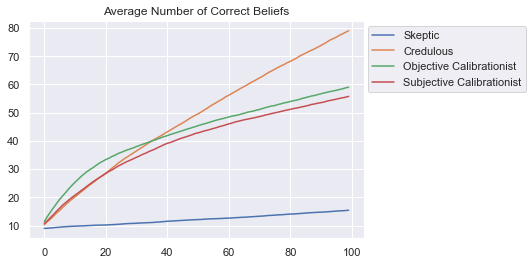 Average Number of Correct Beliefs
80
70
60
50
40
30
20
10
0
20
40
60
80
100
Skeptic
Credulous
Objective Calibrationist
Subjective Calibrationist